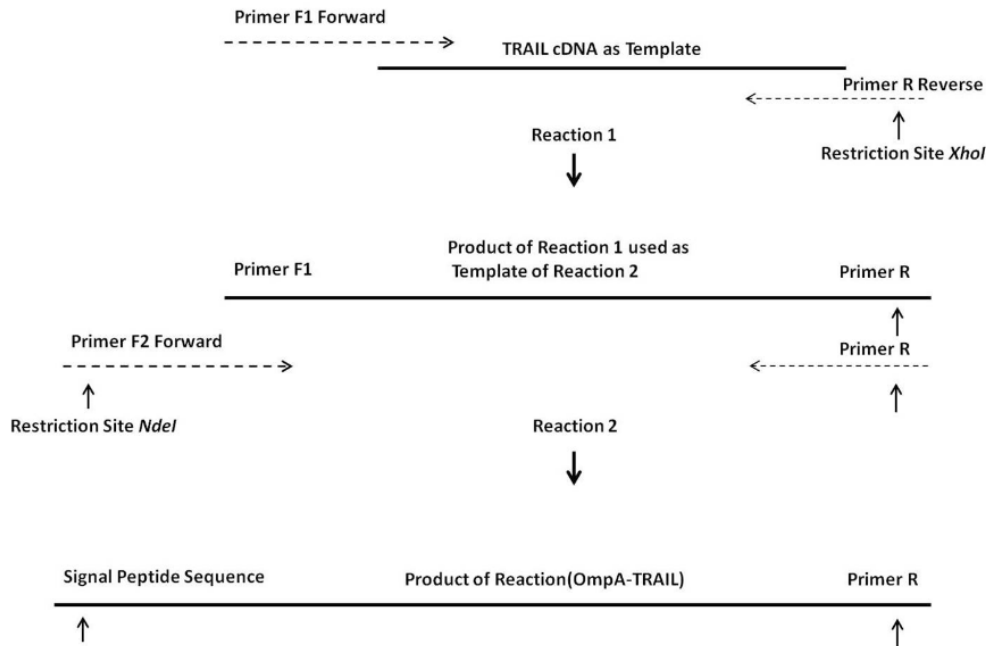 Primer F1 Forward
TRAIL cDNA as Template
Primer R Reverse
Reaction 1
Restriction Site XhoI
Product of Reaction 1 used as
Primer F1
Template of Reaction 2
Primer R
Primer F2 Forward
Primer R
Restriction Site NdeI
Reaction 2
Signal Peptide Sequence
Product of Reaction(OmpA-TRAIL)
Primer R